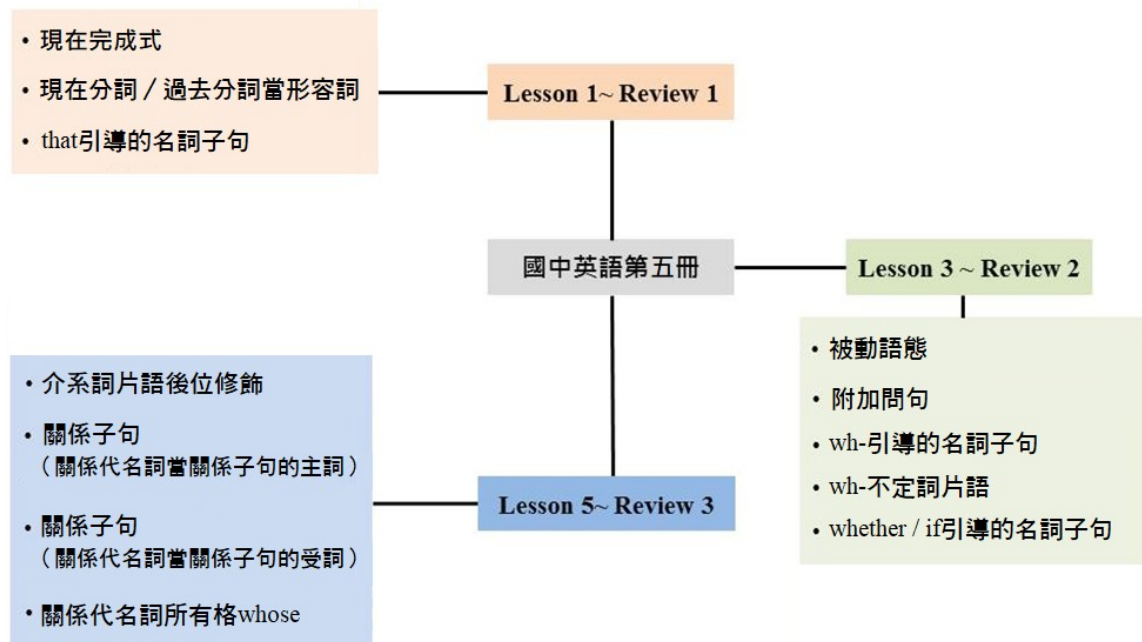 • 現在完成式
• 現在分詞／過去分詞當形容詞
• that引導的名詞子句
Lesson 1~ Review 1
國中英語第五冊
Lesson 3 ~ Review 2
• 被動語態
• 附加問句
• wh-引導的名詞子句
• wh-不定詞片語
• whether / if引導的名詞子句
• 介系詞片語後位修飾
• 關係子句
（關係代名詞當關係子句的主詞）
• 關係子句
（關係代名詞當關係子句的受詞）
• 關係代名詞所有格whose
Lesson 5~ Review 3